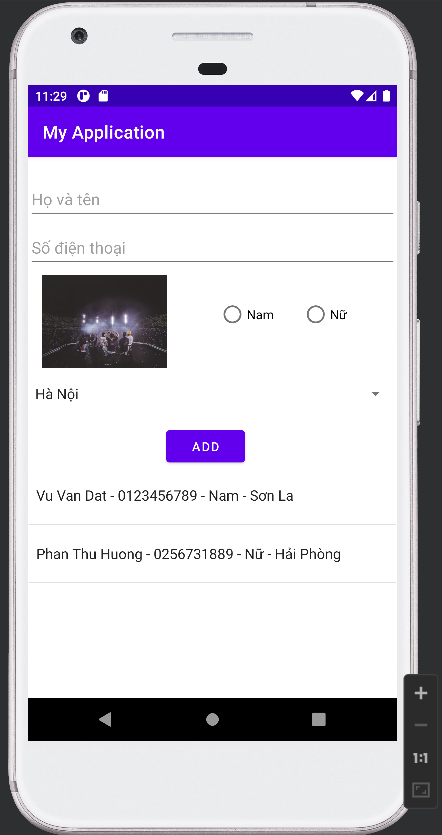 11:29
My Application
Họ và tên
Số điện thoại
Nam
Nữ
Hà Nội
ADD
Vu Van Dat - 0123456789 - Nam - Sơn La
Phan Thu Huong - 0256731889 - Nữ - Hải Phòng
1:1